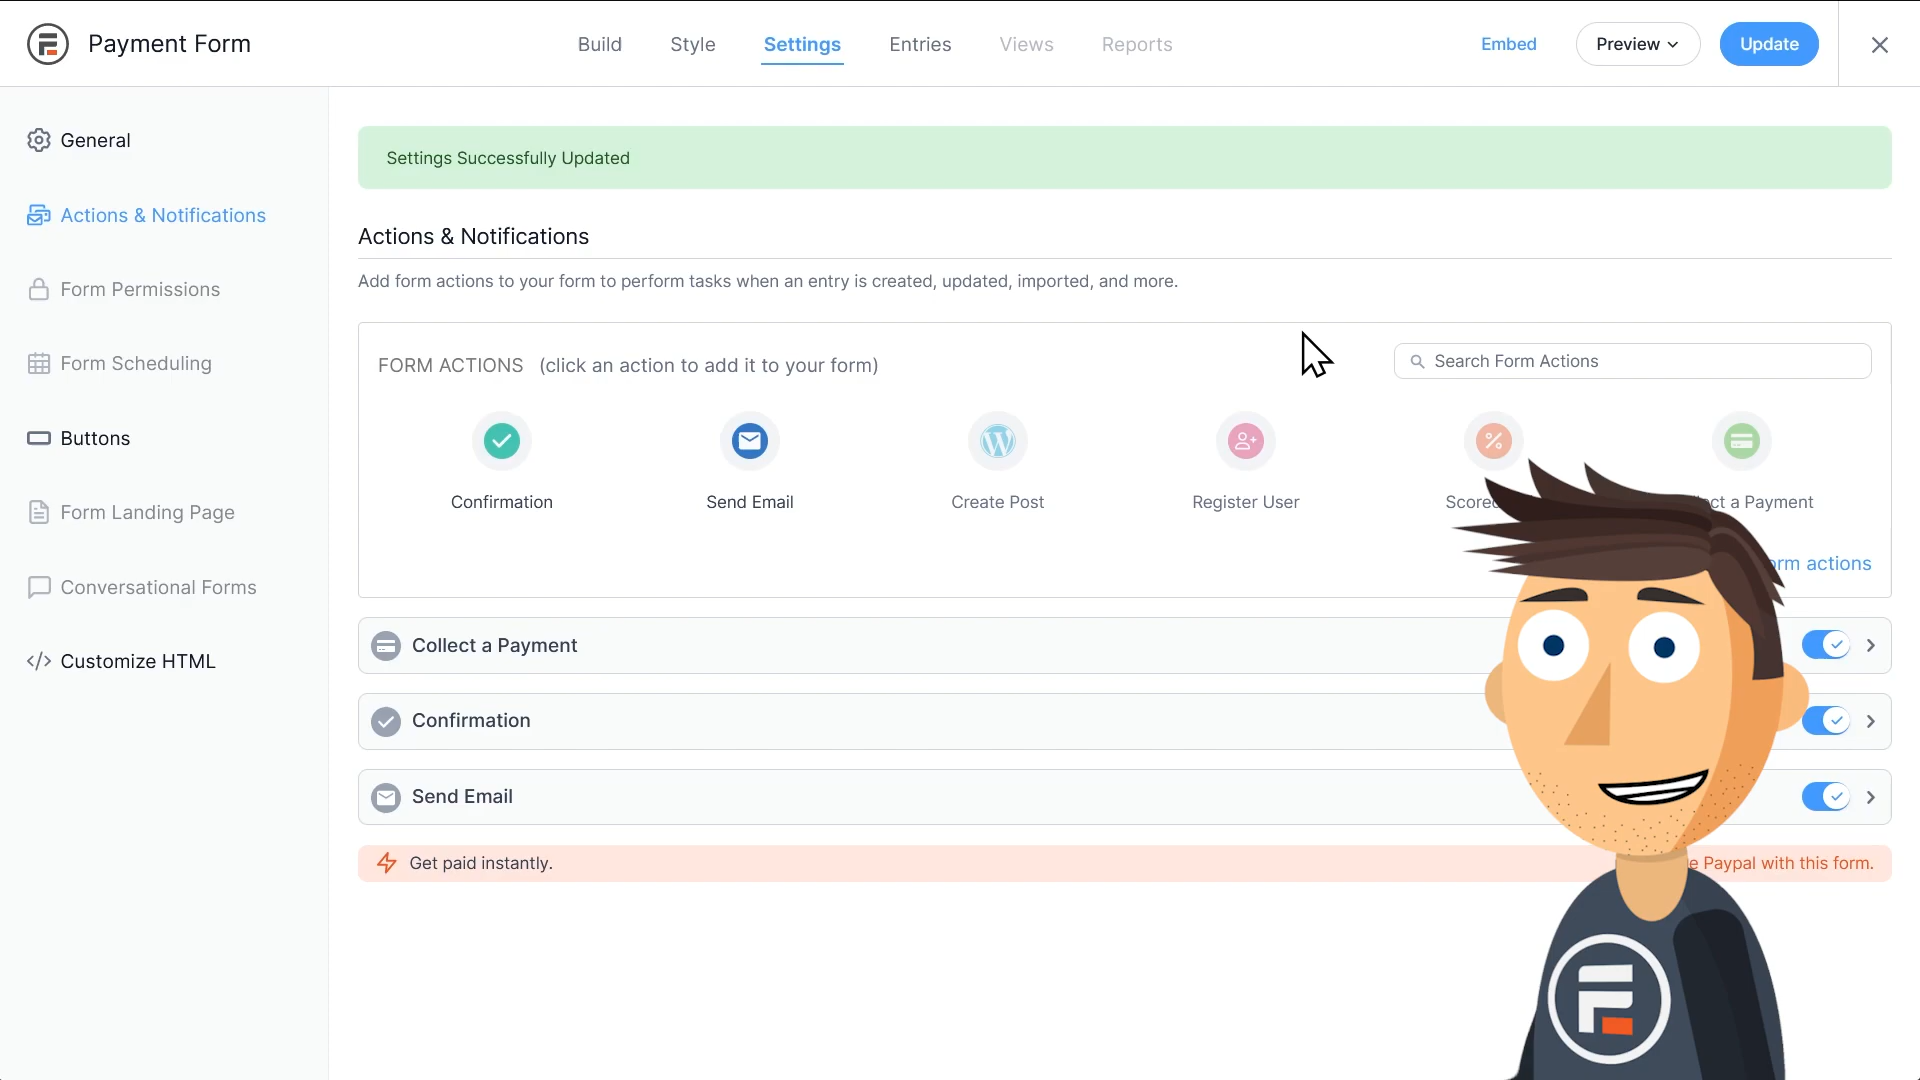 Payment Form
Build
Style
Settings
Entries
Views
Reports
Embed
Preview
Update
General
Actions & Notifications
Form Permissions
Form Scheduling
Buttons
Form Landing Page
Conversational Forms
Customize HTML
Settings Successfully Updated
Actions & Notifications
Add form actions to your form to perform tasks when an entry is created, updated, imported, and more.
FORM ACTIONS (click an action to add it to your form)
Search Form Actions
Confirmation
Send Email
Create Post
Register User
a Payment
actions
Collect a Payment
Confirmation
Send Email
Get paid instantly.
Paypal with this form.